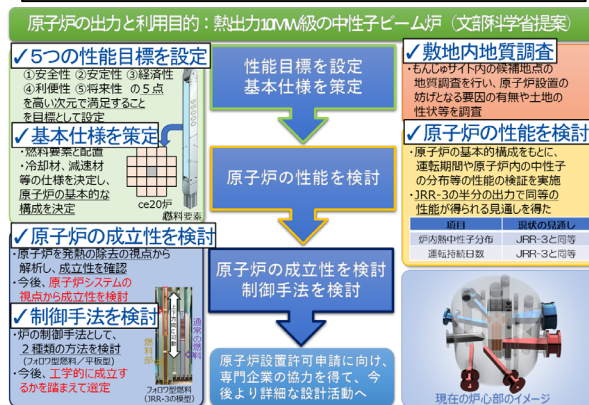 原子炉の出力と利用目的：熱出力10MW級の中性子ビーム炉（文部科学省提案）
✓5つの性能目標を設定
①安全性 ②安定性 ③経済性
④利便性 ⑤将来性 の５点
を高い次元で満足すること
を目標として設定
✓基本仕様を策定
・燃料要素と配置
・冷却材、減速材
等の仕様を決定し、
原子炉の基本的な
構成を決定
ce20炉
燃料要素
✓原子炉の成立性を検討
・原子炉を発熱の除去の視点から
解析し、成立性を確認
・今後、原子炉システムの
視点から成立性を検討
✓制御手法を検討
・炉の制御手法として、
２種類の方法を検討
(フォロワ型燃料／平板型)
・今後、工学的に成立す
るかを踏まえて選定
燃料部
通常の燃料
フォロワ型燃料
(JRR-3の模型)
性能目標を設定
基本仕様を策定
原子炉の性能を検討
原子炉の成立性を検討
制御手法を検討
原子炉設置許可申請に向け、
専門企業の協力を得て、今
後より詳細な設計活動へ
✓敷地内地質調査
・もんじゅサイト内の候補地点の
地質調査を行い、原子炉設置の
妨げとなる要因の有無や土地の
性状等を調査
✓原子炉の性能を検討
・原子炉の基本的構成をもとに、
運転期間や原子炉内の中性子
の分布等の性能の検証を実施
・JRR-3の半分の出力で同等の
性能が得られる見通しを得た
項目 現状の見通し
炉内熱中性子分布 JRR-3と同等
運転持続日数 JRR-3と同等
現在の炉心部のイメージ